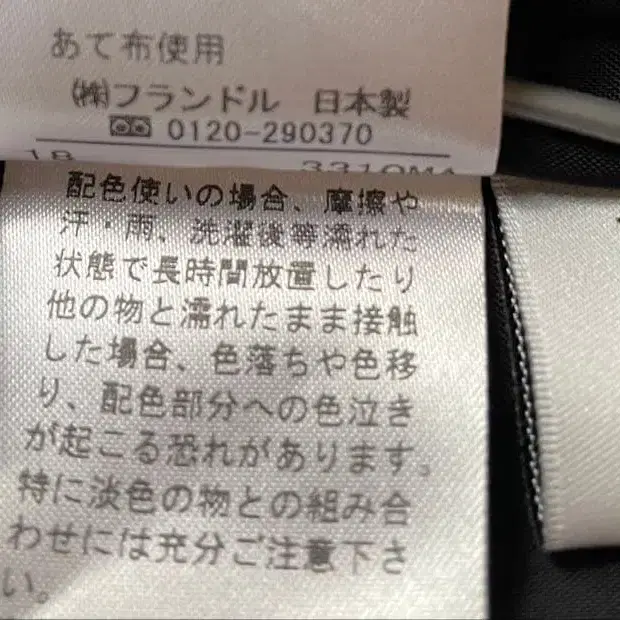 あて布使用
㈱フランドル 日本製
0120-290370
配色使いの場合、摩擦や
汗・雨、洗濯後等濡れた
状態で長時間放置したり
他の物と濡れたまま接触
した場合、色落ちや色移
り、配色部分への色泣き
が起こる恐れがあります。
特に淡色の物との組み合
わせには充分ご注意下さ
い。